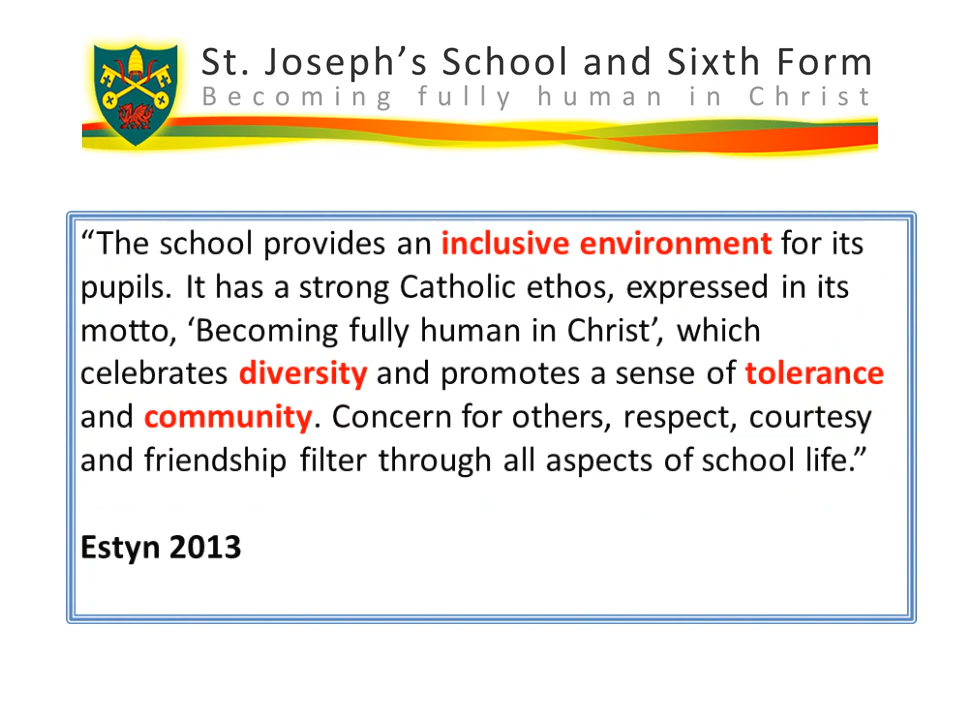 St. Joseph’s School and Sixth Form
Becoming fully human in Christ
“The school provides an inclusive environment for its
pupils. It has a strong Catholic ethos, expressed in its
motto, ‘Becoming fully human in Christ’, which
celebrates diversity and promotes a sense of tolerance
and community. Concern for others, respect, courtesy
and friendship filter through all aspects of school life.”
Estyn 2013